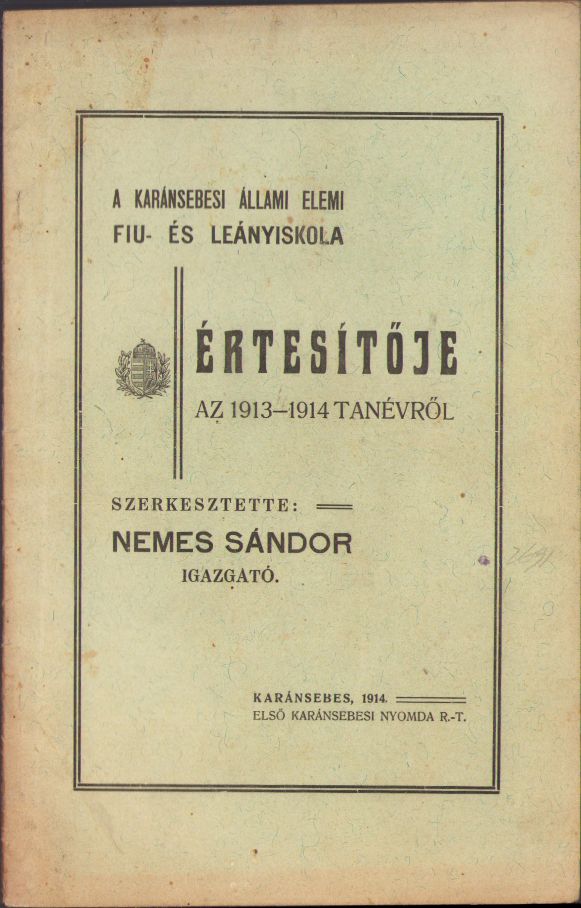 A KARÁNSEBESI ÁLLAMI ELEMI
FIU- ÉS LEÁNYISKOLA
ÉRTESÍTŐJE
AZ 1913–1914 TANÉVRŐL
SZERKESZTETTE:
NEMES SÁNDOR
IGAZGATÓ.
KARÁNSEBES, 1914.
ELSŐ KARÁNSEBESI NYOMDA R.-T.